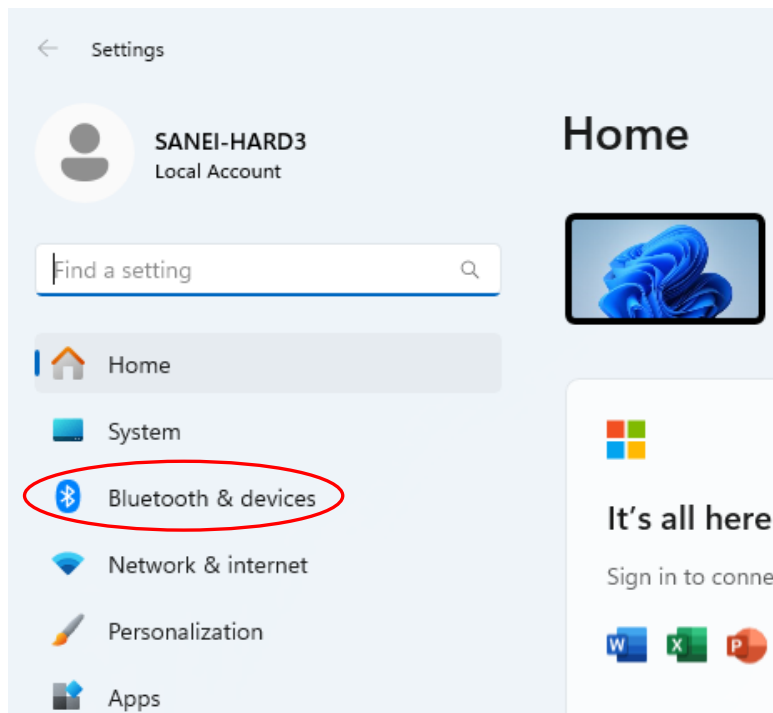 Settings
SANEI-HARD3
Local Account
Find a setting
Home
System
Bluetooth & devices
Network & internet
Personalization
Apps
Home
It's all here
Sign in to conne
W
X
P